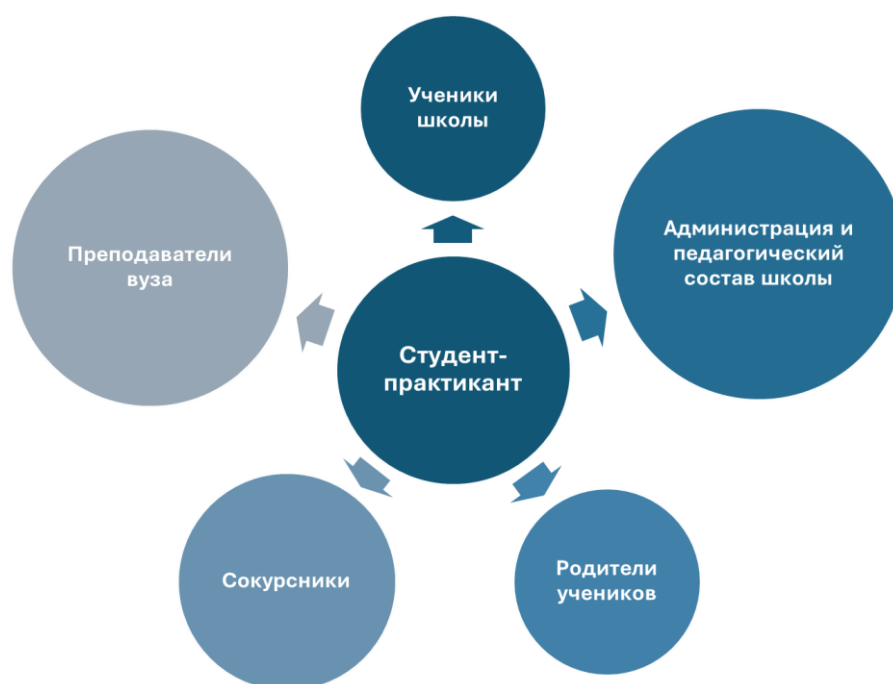 Ученики
школы
Администрация и
педагогический
состав школы
Преподаватели
вуза
Студент-
практикант
Сокурсники
Родители
учеников